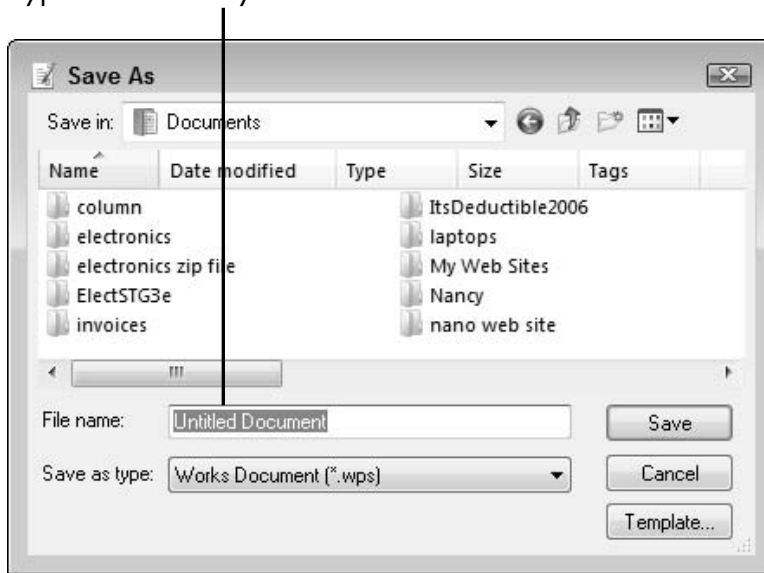 Save As
Save in: Documents
Name Date modified Type Size Tags
column ItsDeductible2006
electronics laptops
electronics zip file My Web Sites
ElectSTG3e Nancy
invoices nano web site
File name: Untitled Document Save
Save as type: Works Document (*.wps) Cancel
Template...